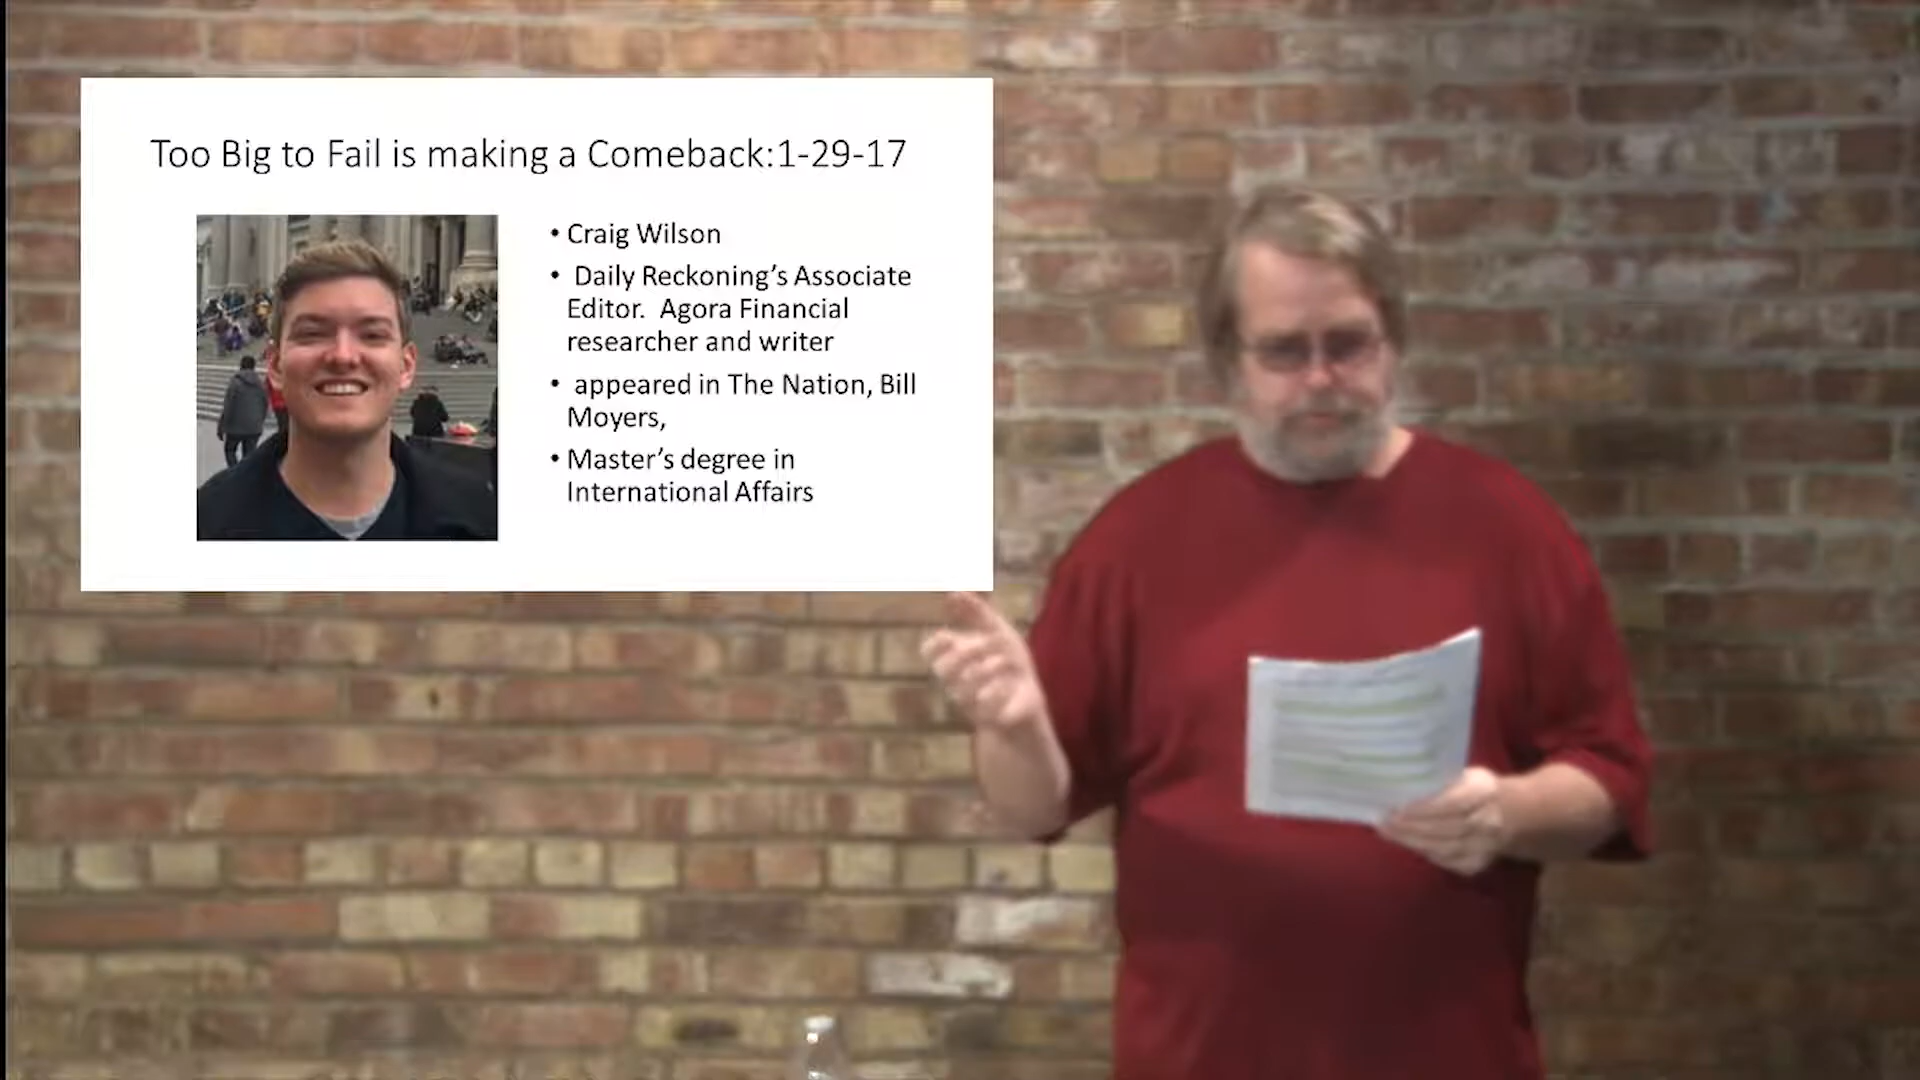 Too Big to Fail is making a Comeback:1-29-17
• Craig Wilson
• Daily Reckoning’s Associate
Editor. Agora Financial
researcher and writer
• appeared in The Nation, Bill
Moyers,
• Master’s degree in
International Affairs